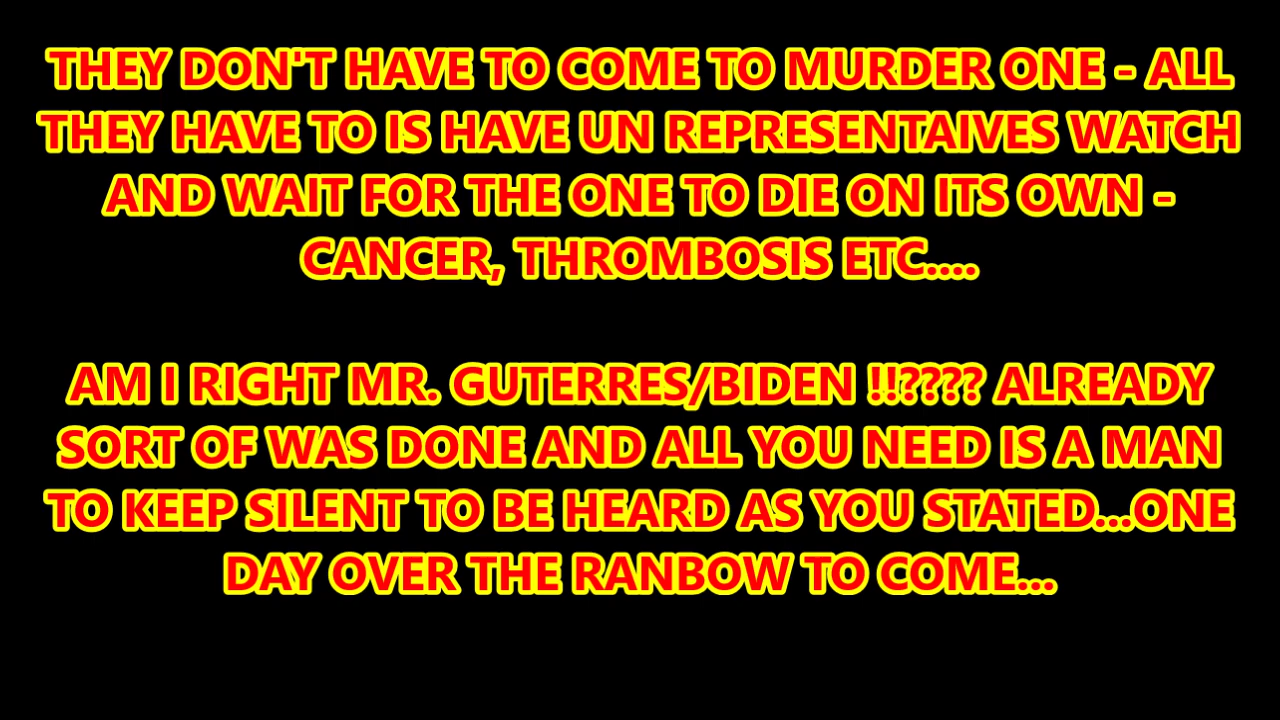 THEY DON'T HAVE TO COME TO MURDER ONE - ALL
THEY HAVE TO IS HAVE UN REPRESENTAIVES WATCH
AND WAIT FOR THE ONE TO DIE ON ITS OWN -
CANCER, THROMBOSIS ETC....
AM I RIGHT MR. GUTERRES/BIDEN !!???? ALREADY
SORT OF WAS DONE AND ALL YOU NEED IS A MAN
TO KEEP SILENT TO BE HEARD AS YOU STATED...ONE
DAY OVER THE RANBOW TO COME...